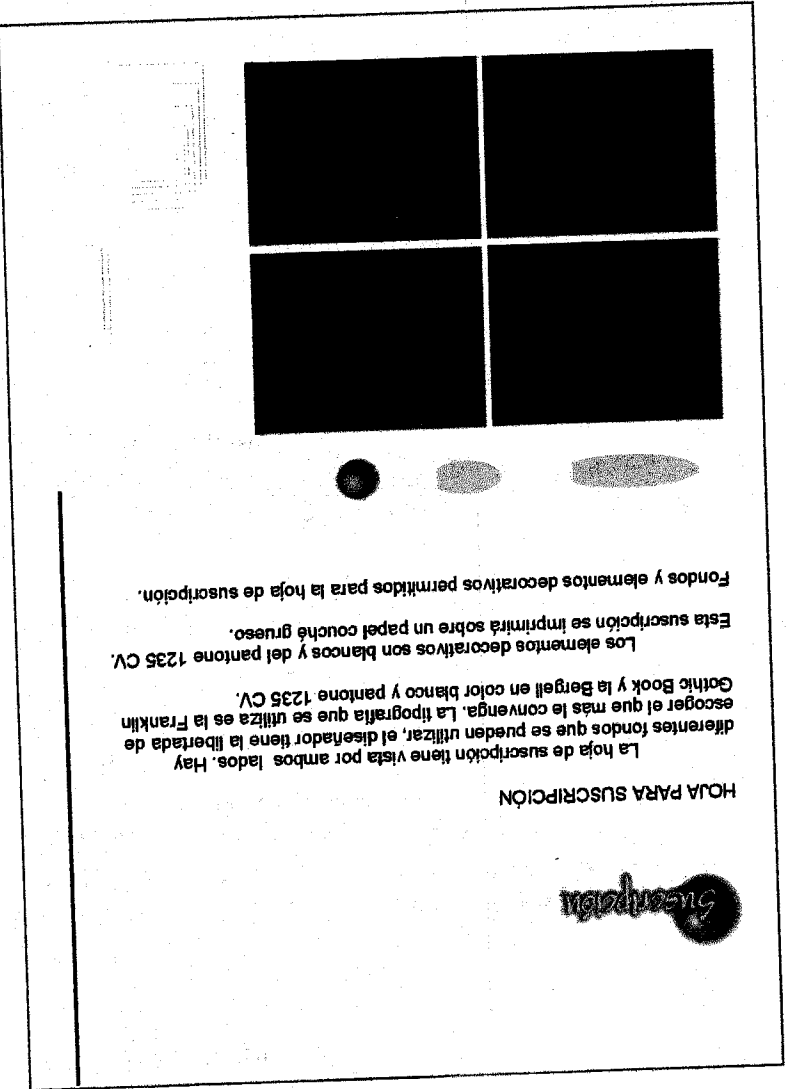 Suscripción
HOJA PARA SUSCRIPCIÓN
La hoja de suscripción tiene vista por ambos lados. Hay
diferentes fondos que se pueden utilizar, el diseñador tiene la libertada de
escoger el que más le convenga. La tipografía que se utiliza es la Franklin
Gothic Book y la Bergell en color blanco y pantone 1235 CV.
Los elementos decorativos son blancos y del pantone 1235 CV.
Esta suscripción se imprimirá sobre un papel couché grueso.
Fondos y elementos decorativos permitidos para la hoja de suscripción.